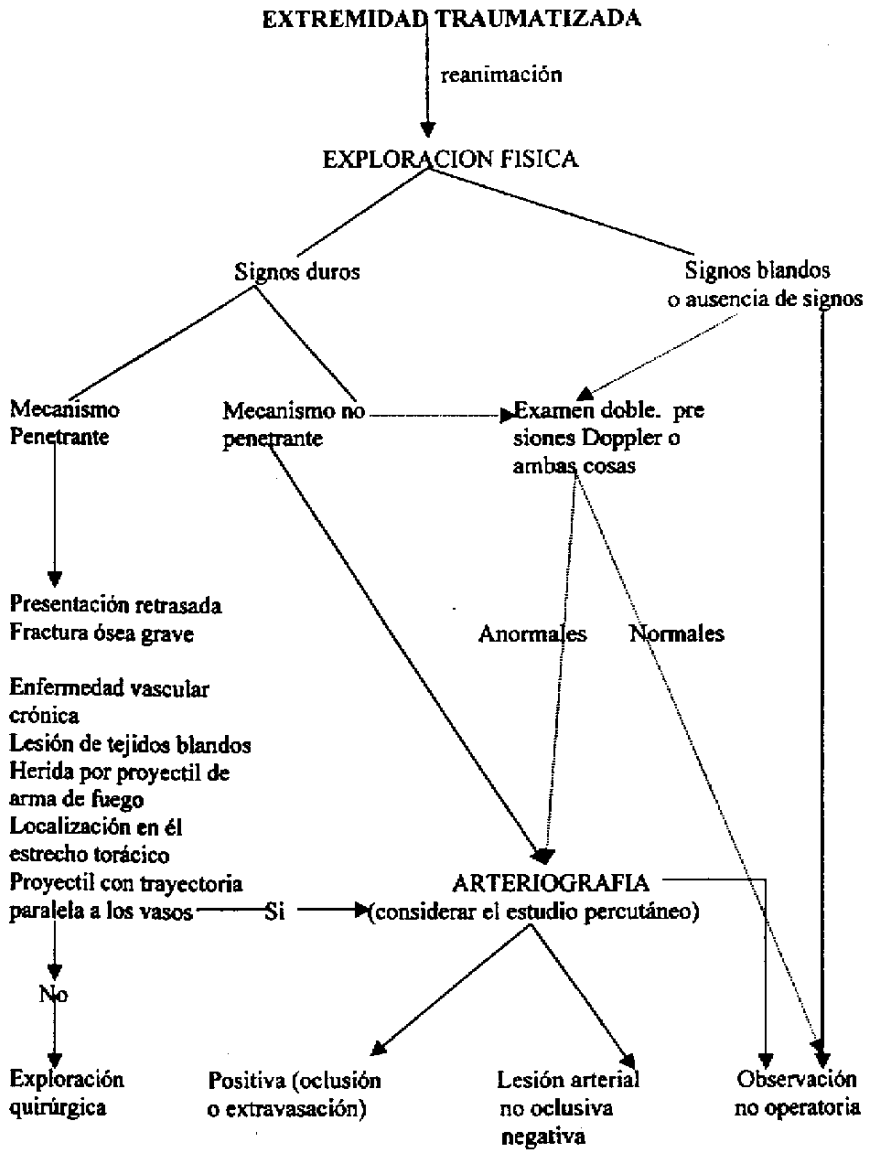 EXTREMIDAD TRAUMATIZADA
reanimación
EXPLORACION FISICA
Signos duros
Signos blandos
o ausencia de signos
Mecanismo
Penetrante
Mecanismo no
penetrante
Examen doble. pre
siones Doppler o
ambas cosas
Presentación retrasada
Fractura ósea grave
Anormales
Normales
Enfermedad vascular
crónica
Lesión de tejidos blandos
Herida por proyectil de
arma de fuego
Localización en él
estrecho torácico
Proyectil con trayectoria
paralela a los vasos
Si
ARTERIOGRAFIA
(considerar el estudio percutáneo)
No
Exploración
quirúrgica
Positiva (oclusión
o extravasación)
Lesión arterial
no oclusiva
negativa
Observación
no operatoria